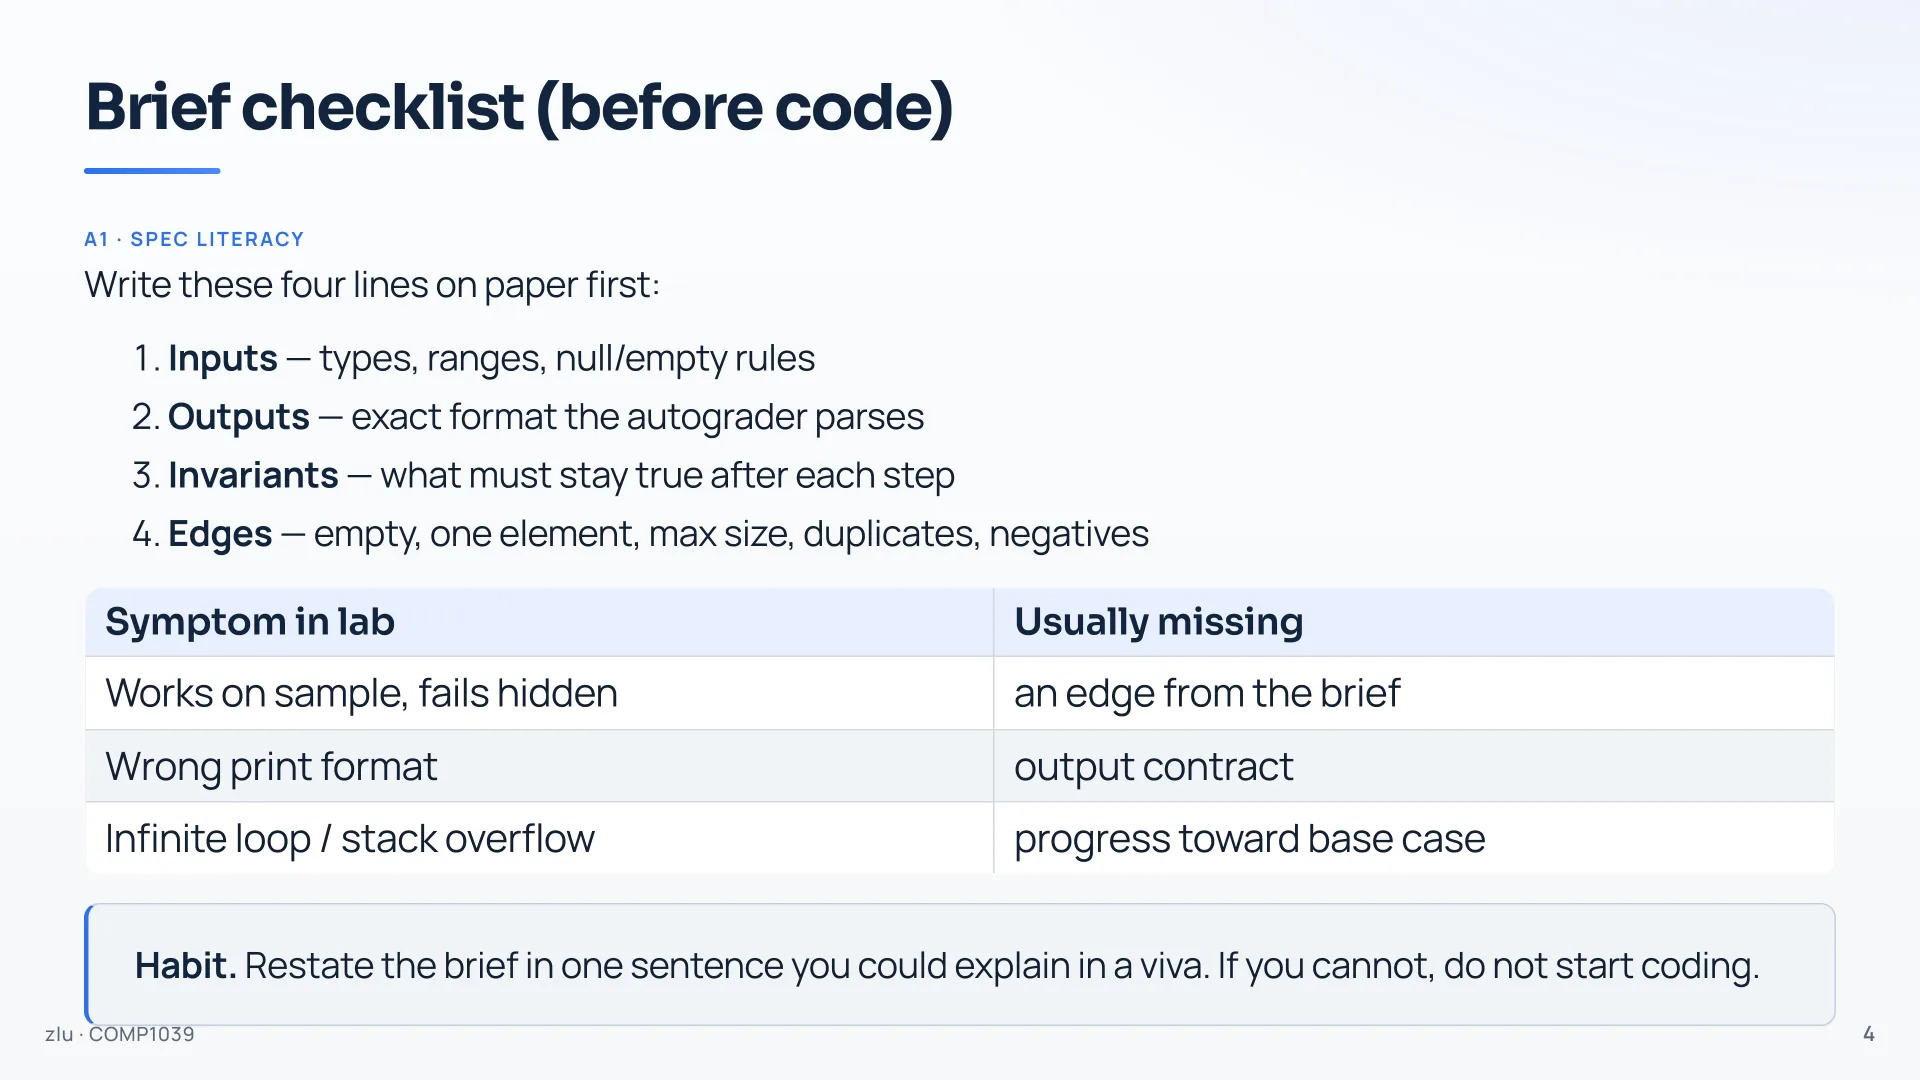 Brief checklist (before code)
A1 · SPEC LITERACY
Write these four lines on paper first:
1. Inputs — types, ranges, null/empty rules
2. Outputs — exact format the autograder parses
3. Invariants — what must stay true after each step
4. Edges — empty, one element, max size, duplicates, negatives
Symptom in lab Usually missing
Works on sample, fails hidden an edge from the brief
Wrong print format output contract
Infinite loop / stack overflow progress toward base case
Habit. Restate the brief in one sentence you could explain in a viva. If you cannot, do not start coding.
zlu · COMP1039 4